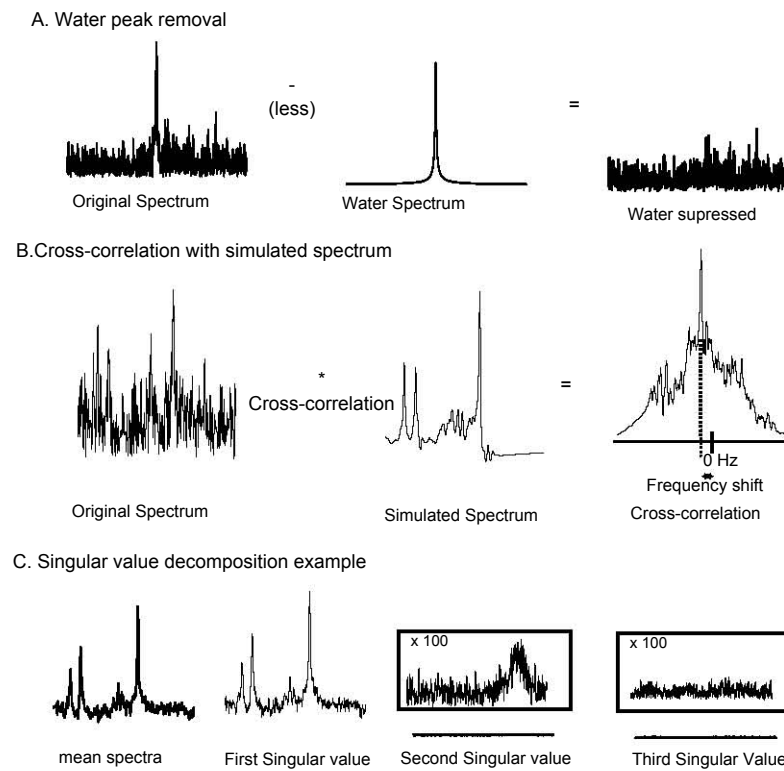 A. Water peak removal
-
(less)
=
Original Spectrum
Water Spectrum
Water supressed
B.Cross-correlation with simulated spectrum
*
Cross-correlation
=
0 Hz
Frequency shift
Original Spectrum
Simulated Spectrum
Cross-correlation
C. Singular value decomposition example
x 100
x 100
mean spectra
First Singular value
Second Singular value
Third Singular Value